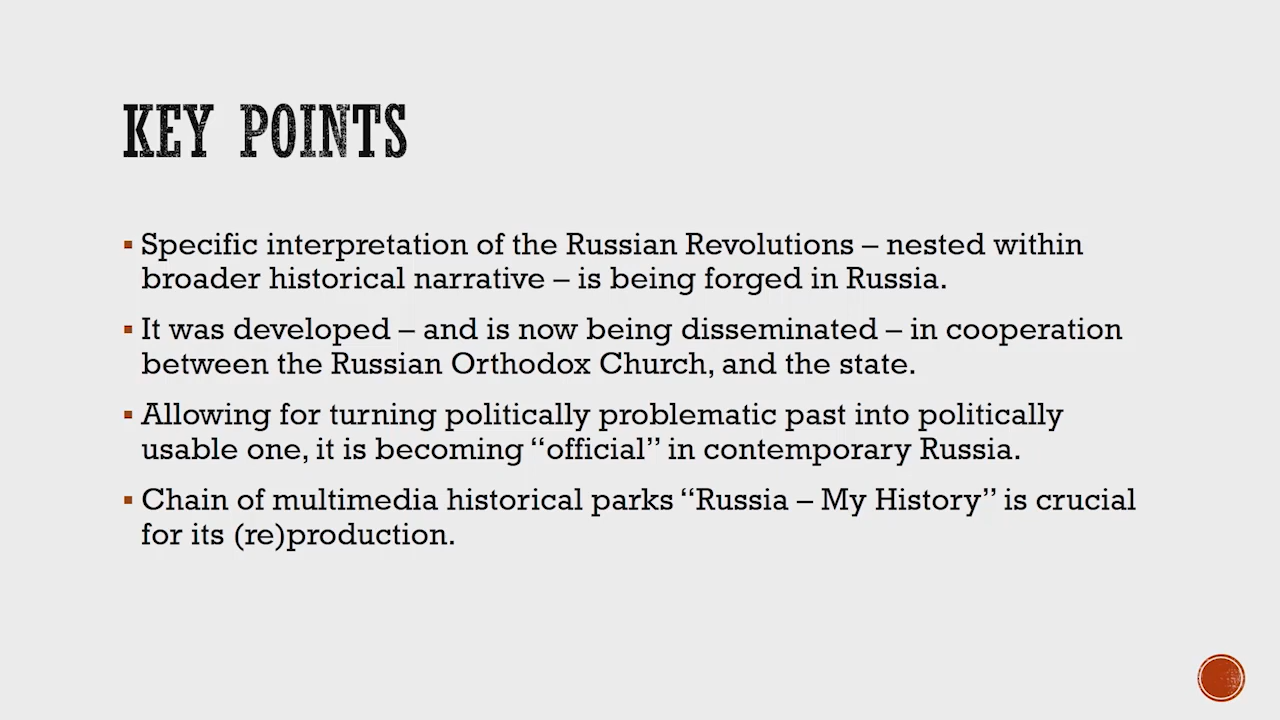 KEY POINTS
▪ Specific interpretation of the Russian Revolutions – nested within
broader historical narrative – is being forged in Russia.
▪ It was developed – and is now being disseminated – in cooperation
between the Russian Orthodox Church, and the state.
▪ Allowing for turning politically problematic past into politically
usable one, it is becoming “official” in contemporary Russia.
▪ Chain of multimedia historical parks “Russia – My History” is crucial
for its (re)production.